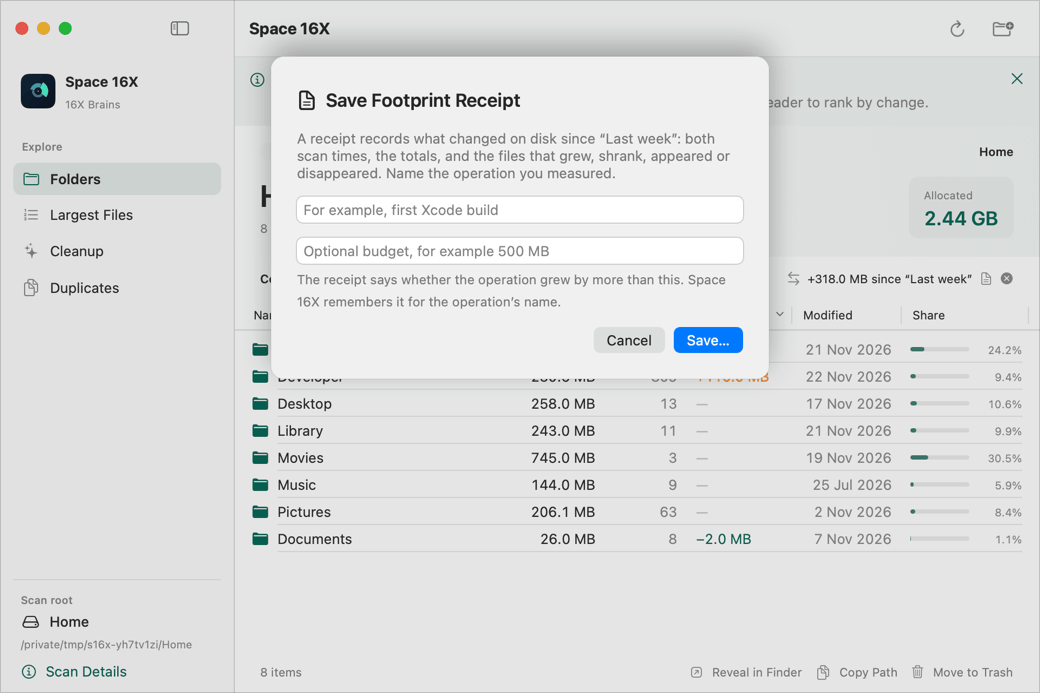 Space 16X
Space 16X
16X Brains
Explore
Folders
Largest Files
Cleanup
Duplicates
Scan root
Home
/private/tmp/s16x-yh7tv1zi/Home
Scan Details
to rank by change.
Home
Allocated
2.44 GB
+318.0 MB since “Last week”
Save Footprint Receipt
A receipt records what changed on disk since “Last week”: both
scan times, the totals, and the files that grew, shrank, appeared or
disappeared. Name the operation you measured.
For example, first Xcode build
Optional budget, for example 500 MB
The receipt says whether the operation grew by more than this. Space
16X remembers it for the operation’s name.
Cancel
Save...
Modified Share
21 Nov 2026 24.2%
22 Nov 2026 9.4%
Desktop 258.0 MB 13 — 17 Nov 2026 10.6%
Library 243.0 MB 11 — 21 Nov 2026 9.9%
Movies 745.0 MB 3 — 19 Nov 2026 30.5%
Music 144.0 MB 9 — 25 Jul 2026 5.9%
Pictures 206.1 MB 63 — 2 Nov 2026 8.4%
Documents 26.0 MB 8 −2.0 MB 7 Nov 2026 1.1%
8 items
Reveal in Finder
Copy Path
Move to Trash